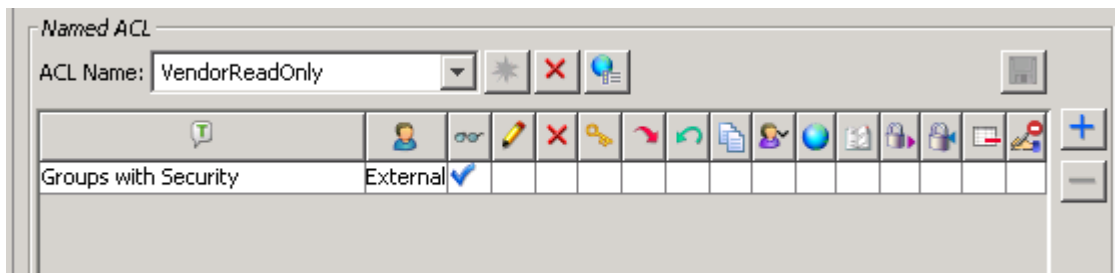 Named ACL
ACL Name: VendorReadOnly
T
Groups with Security External